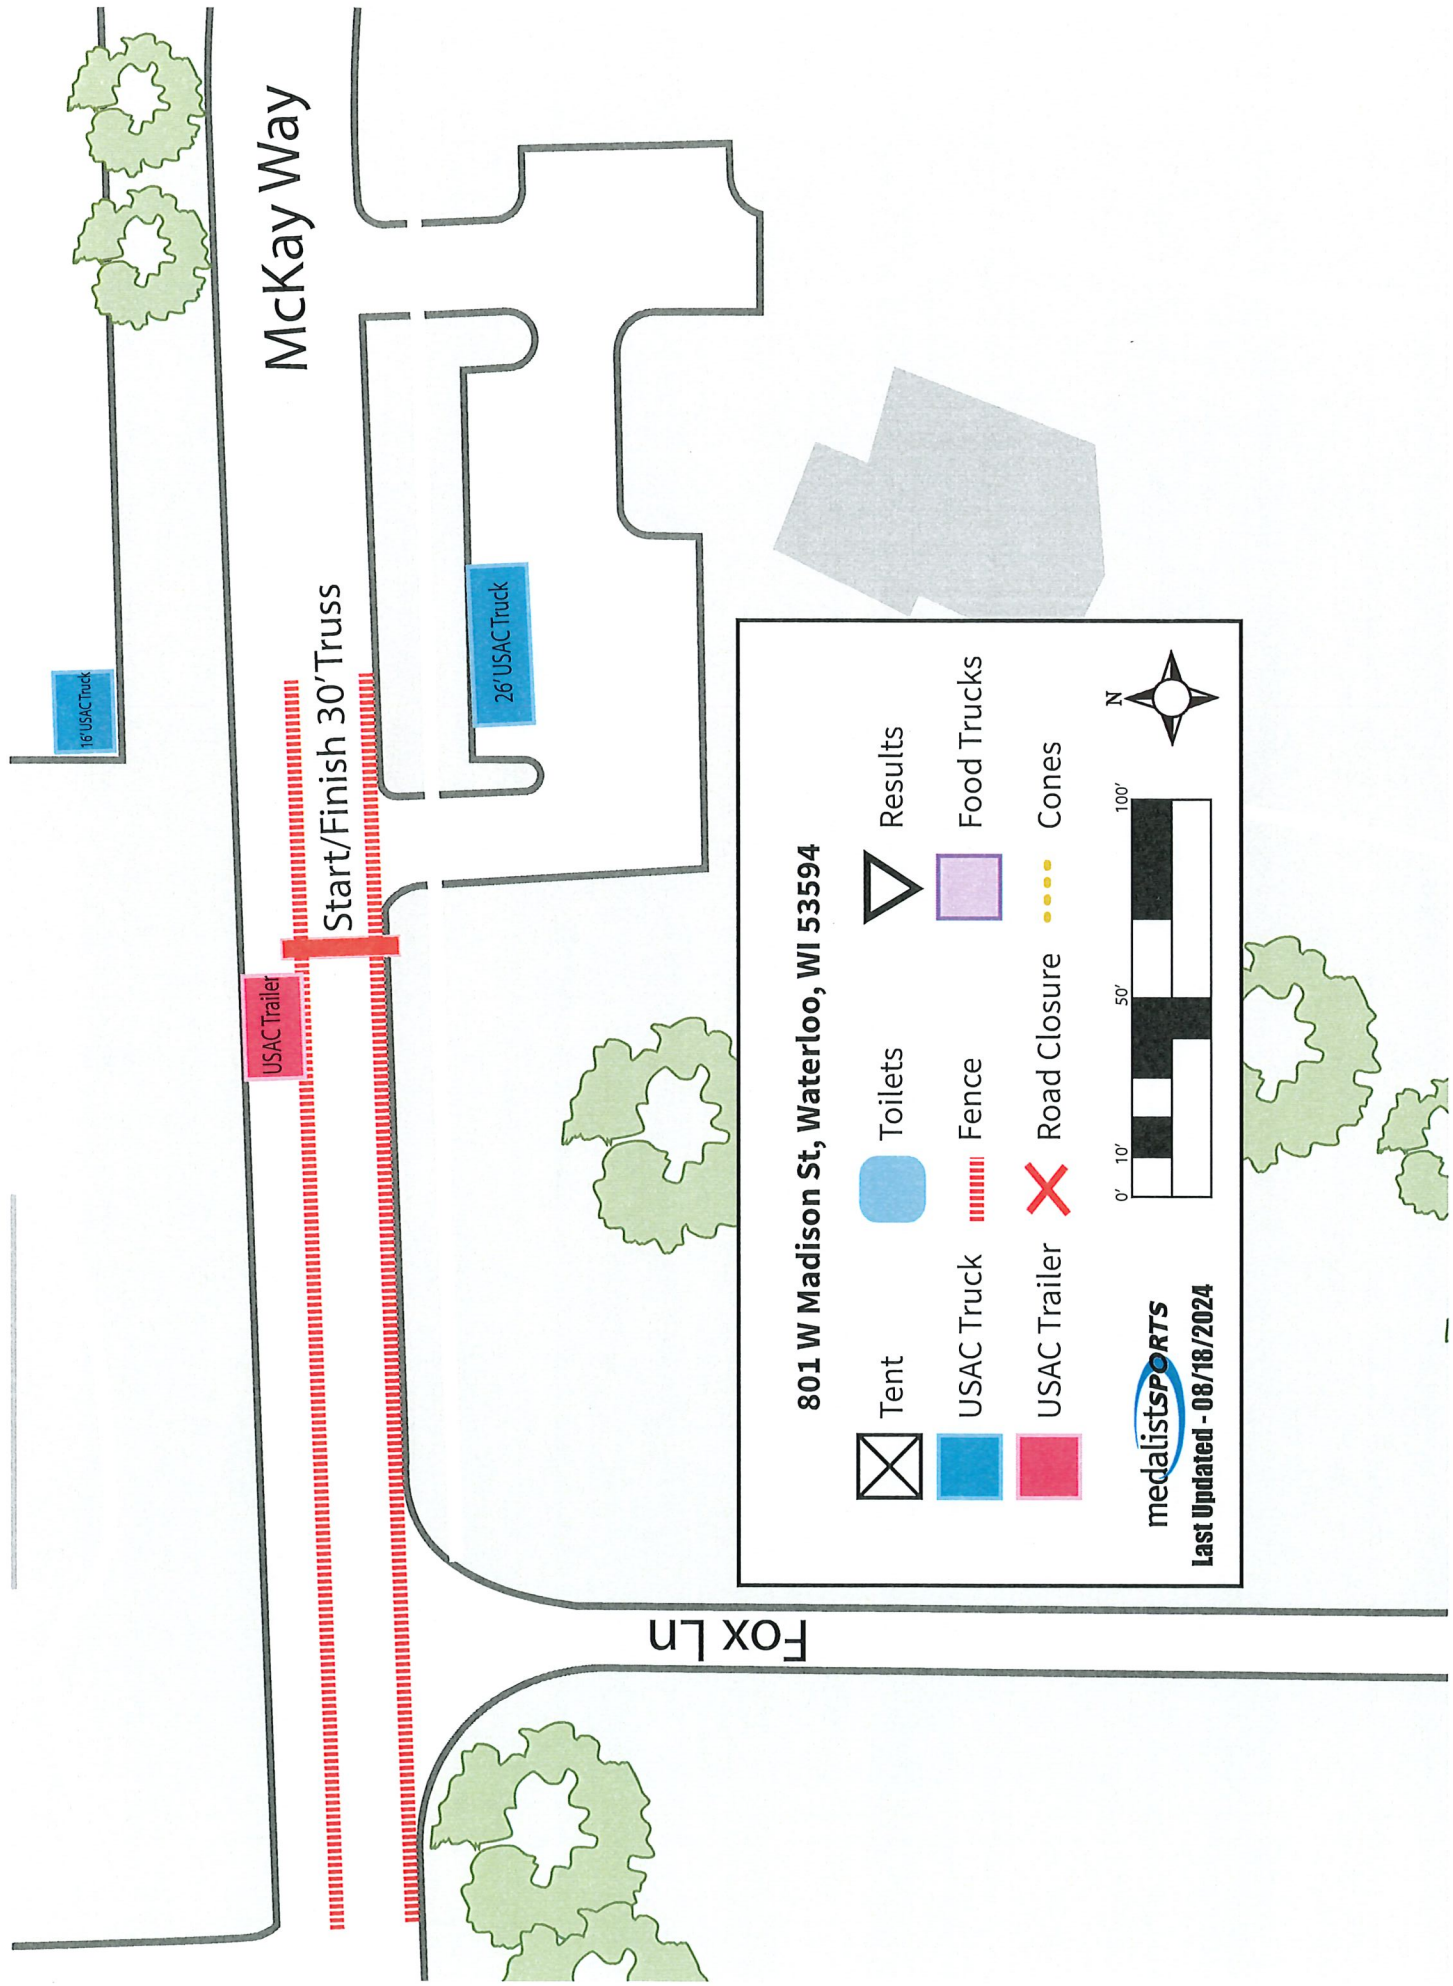 McKay Way
16' USAC Truck
Start/Finish 30' Truss
26' USAC Truck
USAC Trailer
Fox Ln
801 W Madison St, Waterloo, WI 53594
Tent
Toilets
Results
USAC Truck
Fence
Food Trucks
USAC Trailer
Road Closure
Cones
medalistSPORTS
Last Updated - 08/18/2024
0' 10' 50' 100'
N